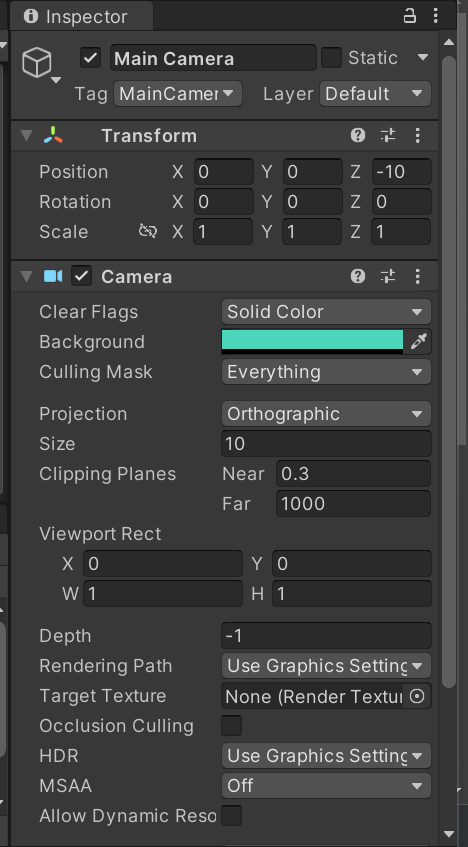 Inspector
Main Camera Static
Tag MainCamer Layer Default
Transform
Position X 0 Y 0 Z -10
Rotation X 0 Y 0 Z 0
Scale X 1 Y 1 Z 1
Camera
Clear Flags Solid Color
Background
Culling Mask Everything
Projection Orthographic
Size 10
Clipping Planes Near 0.3
Far 1000
Viewport Rect
X 0 Y 0
W 1 H 1
Depth -1
Rendering Path Use Graphics Setting
Target Texture None (Render Textur
Occlusion Culling
HDR Use Graphics Setting
MSAA Off
Allow Dynamic Reso